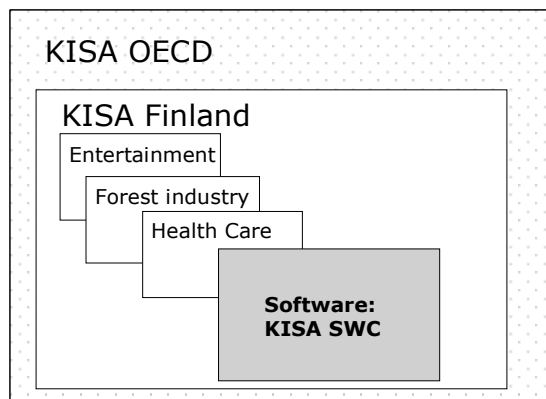 KISA OECD
KISA Finland
Entertainment
Forest industry
Health Care
Software:
KISA SWC